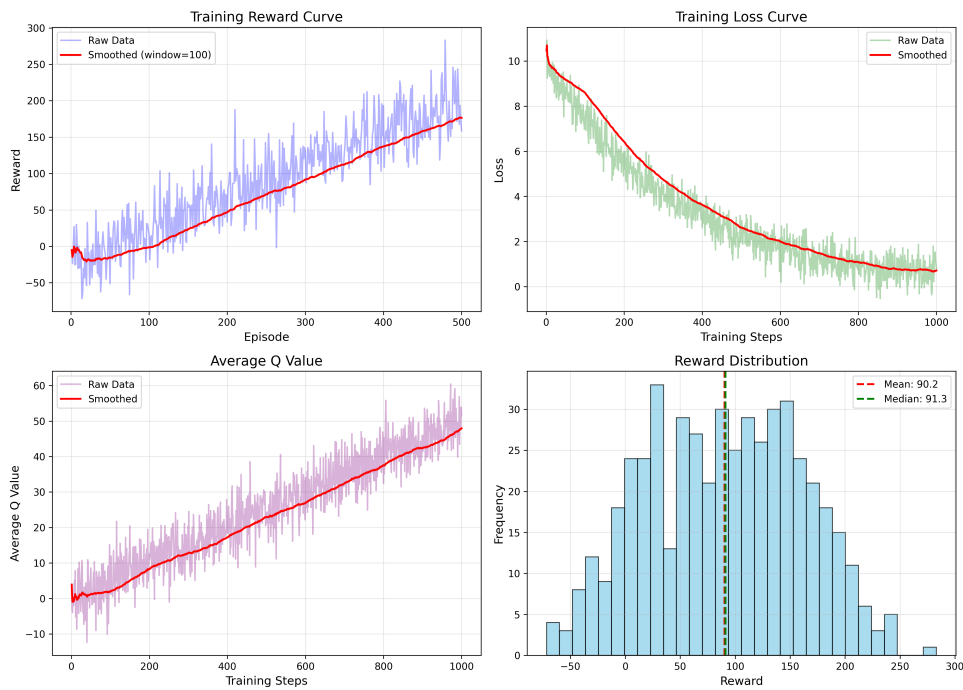 Training Reward Curve
300
250
200
150
100
50
0
−50
Reward
Raw Data
Smoothed (window=100)
0 100 200 300 400 500
Episode
Training Loss Curve
10
8
6
4
2
0
Loss
Raw Data
Smoothed
0 200 400 600 800 1000
Training Steps
Average Q Value
60
50
40
30
20
10
0
−10
Average Q Value
Raw Data
Smoothed
0 200 400 600 800 1000
Training Steps
Reward Distribution
30
25
20
15
10
5
0
Frequency
Mean: 90.2
Median: 91.3
−50 0 50 100 150 200 250 300
Reward